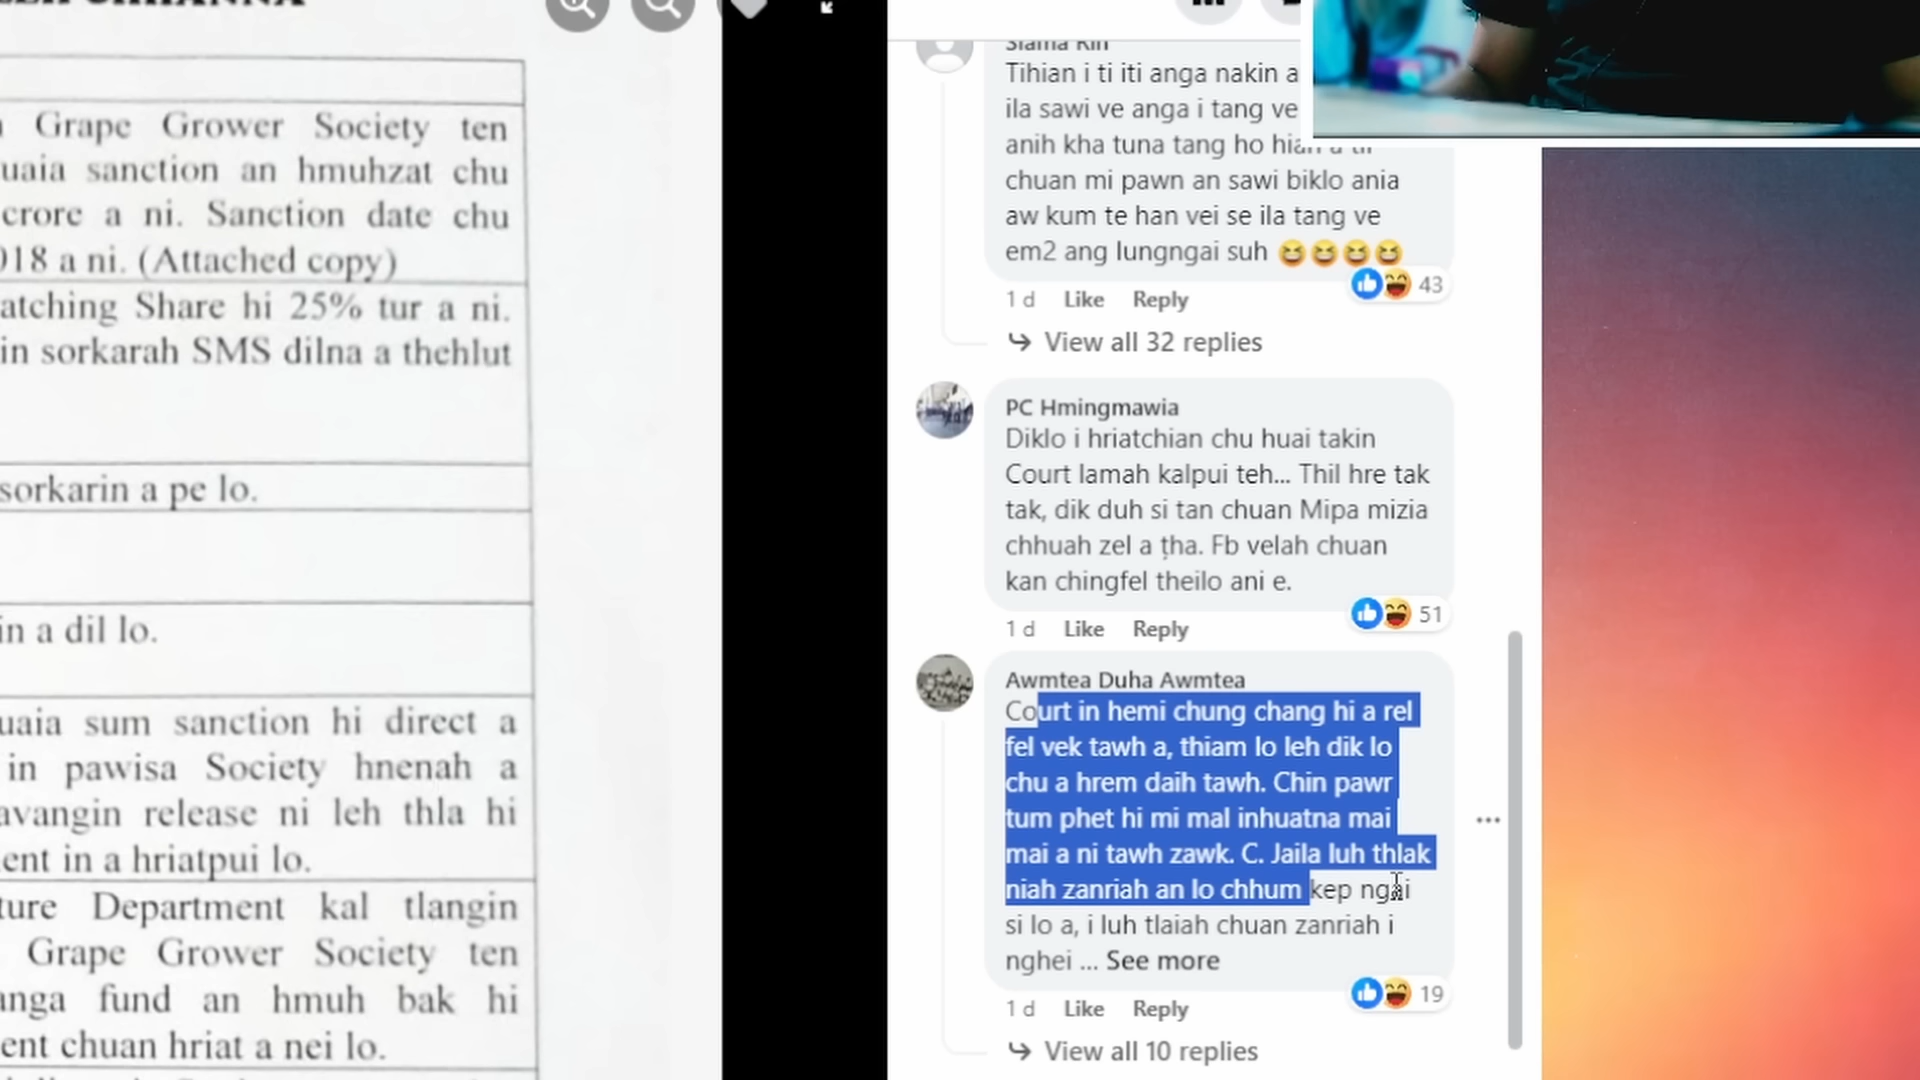 Grape Grower Society ten
uaia sanction an hmuhzat chu
crore a ni. Sanction date chu
018 a ni. (Attached copy)
atching Share hi 25% tur a ni.
in sorkarah SMS dilna a thehlut
sorkarin a pe lo.
in a dil lo.
uaia sum sanction hi direct a
in pawisa Society hnenah a
avangin release ni leh thla hi
ent in a hriatpui lo.
ture Department kal tlangin
Grape Grower Society ten
anga fund an hmuh bak hi
ent chuan hriat a nei lo.
Siama Rin
Tihian i ti iti anga nakin a
ila sawi ve anga i tang ve
anih kha tuna tang ho hian a
chuan mi pawn an sawi biklo ania
aw kum te han vei se ila tang ve
em2 ang lungngai suh 😆😆😆😆
43
1 d Like Reply
View all 32 replies
PC Hmingmawia
Diklo i hriatchian chu huai takin
Court lamah kalpui teh... Thil hre tak
tak, dik duh si tan chuan Mipa mizia
chhuah zel a ṭha. Fb velah chuan
kan chingfel theilo ani e.
51
1 d Like Reply
Awmtea Duha Awmtea
Court in hemi chung chang hi a rel
fel vek tawh a, thiam lo leh dik lo
chu a hrem daih tawh. Chin pawr
tum phet hi mi mal inhuatna mai
mai a ni tawh zawk. C. Jaila luh thlak
niah zanriah an lo chhum kep ngai
si lo a, i luh tlaiah chuan zanriah i
nghei ... See more
19
1 d Like Reply
View all 10 replies